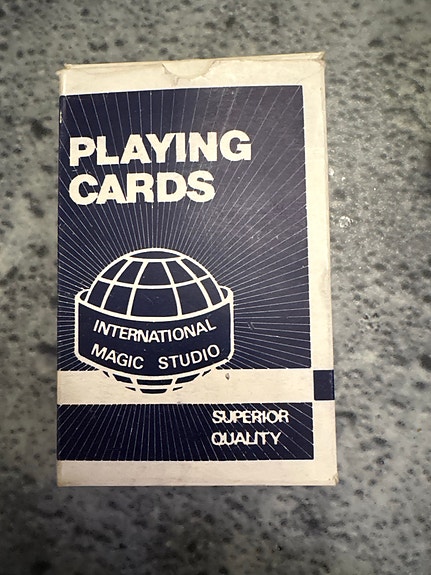 PLAYING
CARDS
INTERNATIONAL
MAGIC STUDIO
SUPERIOR
QUALITY